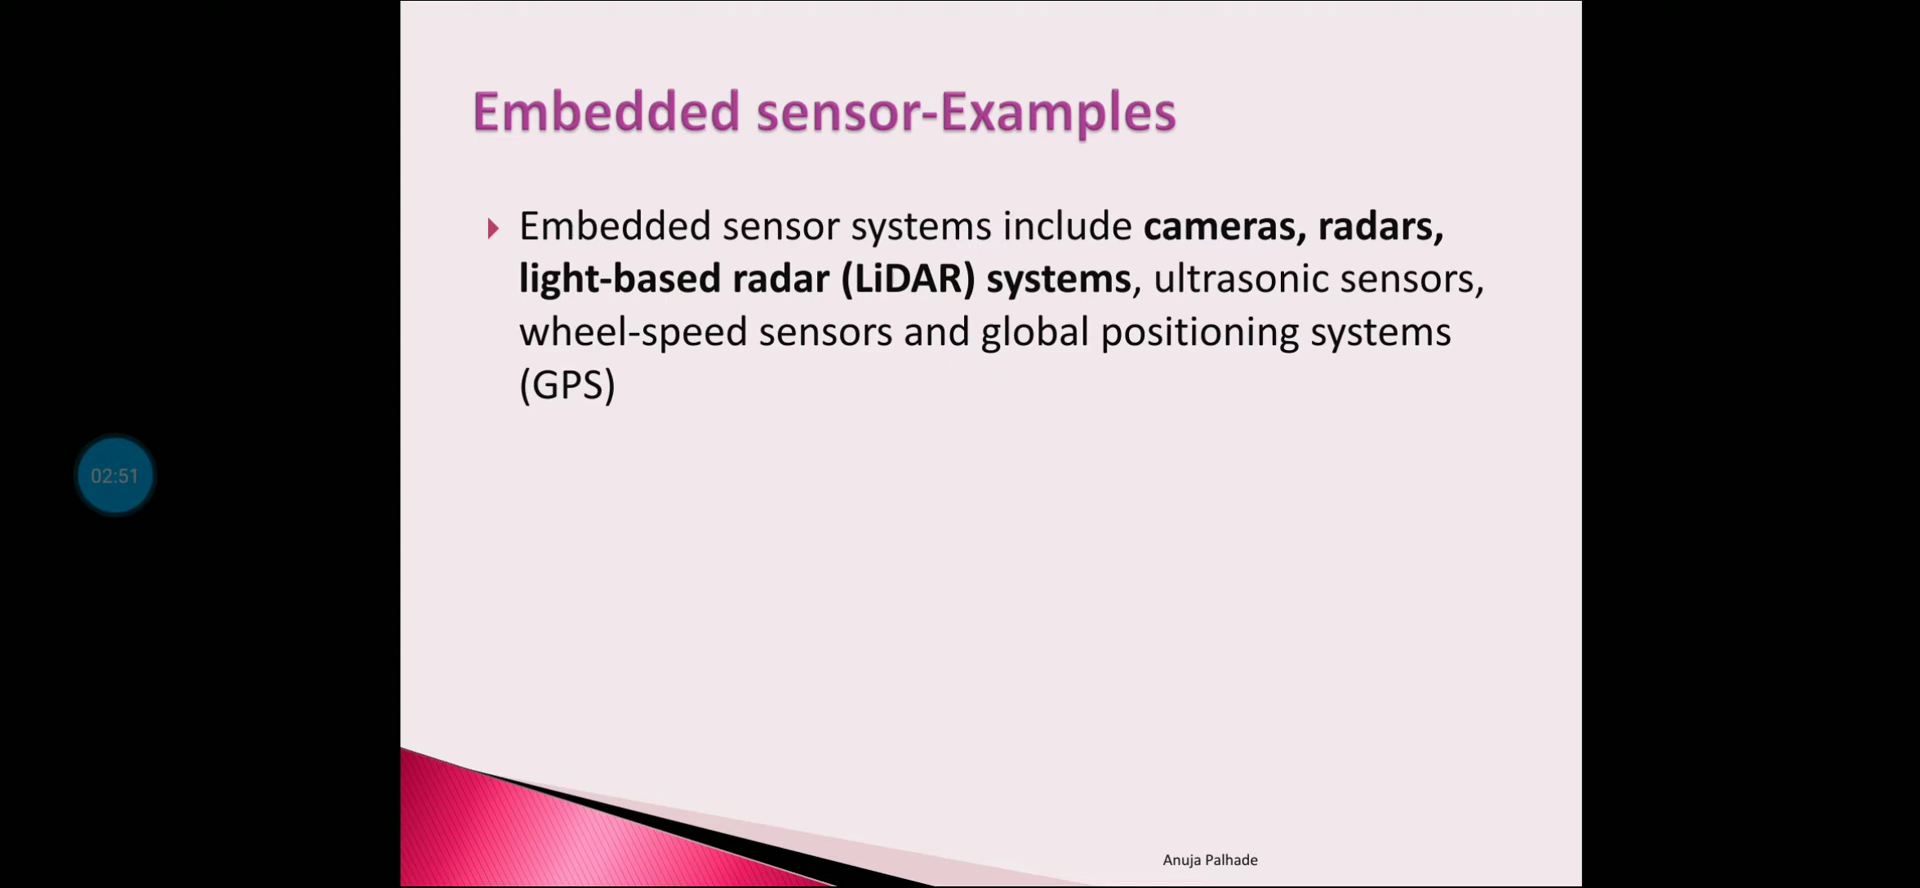 Embedded sensor-Examples
Embedded sensor systems include cameras, radars,
light-based radar (LiDAR) systems, ultrasonic sensors,
wheel-speed sensors and global positioning systems
(GPS)
02:51
Anuja Palhade